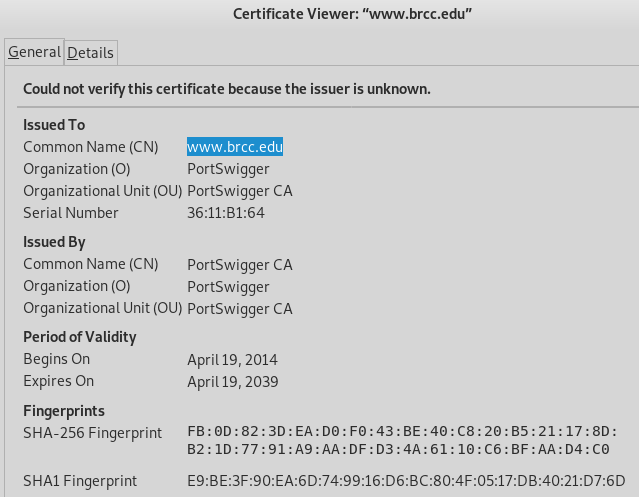 Certificate Viewer: “www.brcc.edu”
General Details
Could not verify this certificate because the issuer is unknown.
Issued To
Common Name (CN) www.brcc.edu
Organization (O) PortSwigger
Organizational Unit (OU) PortSwigger CA
Serial Number 36:11:B1:64
Issued By
Common Name (CN) PortSwigger CA
Organization (O) PortSwigger
Organizational Unit (OU) PortSwigger CA
Period of Validity
Begins On April 19, 2014
Expires On April 19, 2039
Fingerprints
SHA-256 Fingerprint FB:0D:82:3D:EA:D0:F0:43:BE:40:C8:20:B5:21:17:8D:
B2:1D:77:91:A9:AA:DF:D3:4A:61:10:C6:BF:AA:D4:C0
SHA1 Fingerprint E9:BE:3F:90:EA:6D:74:99:16:D6:BC:80:4F:05:17:DB:40:21:D7:6D